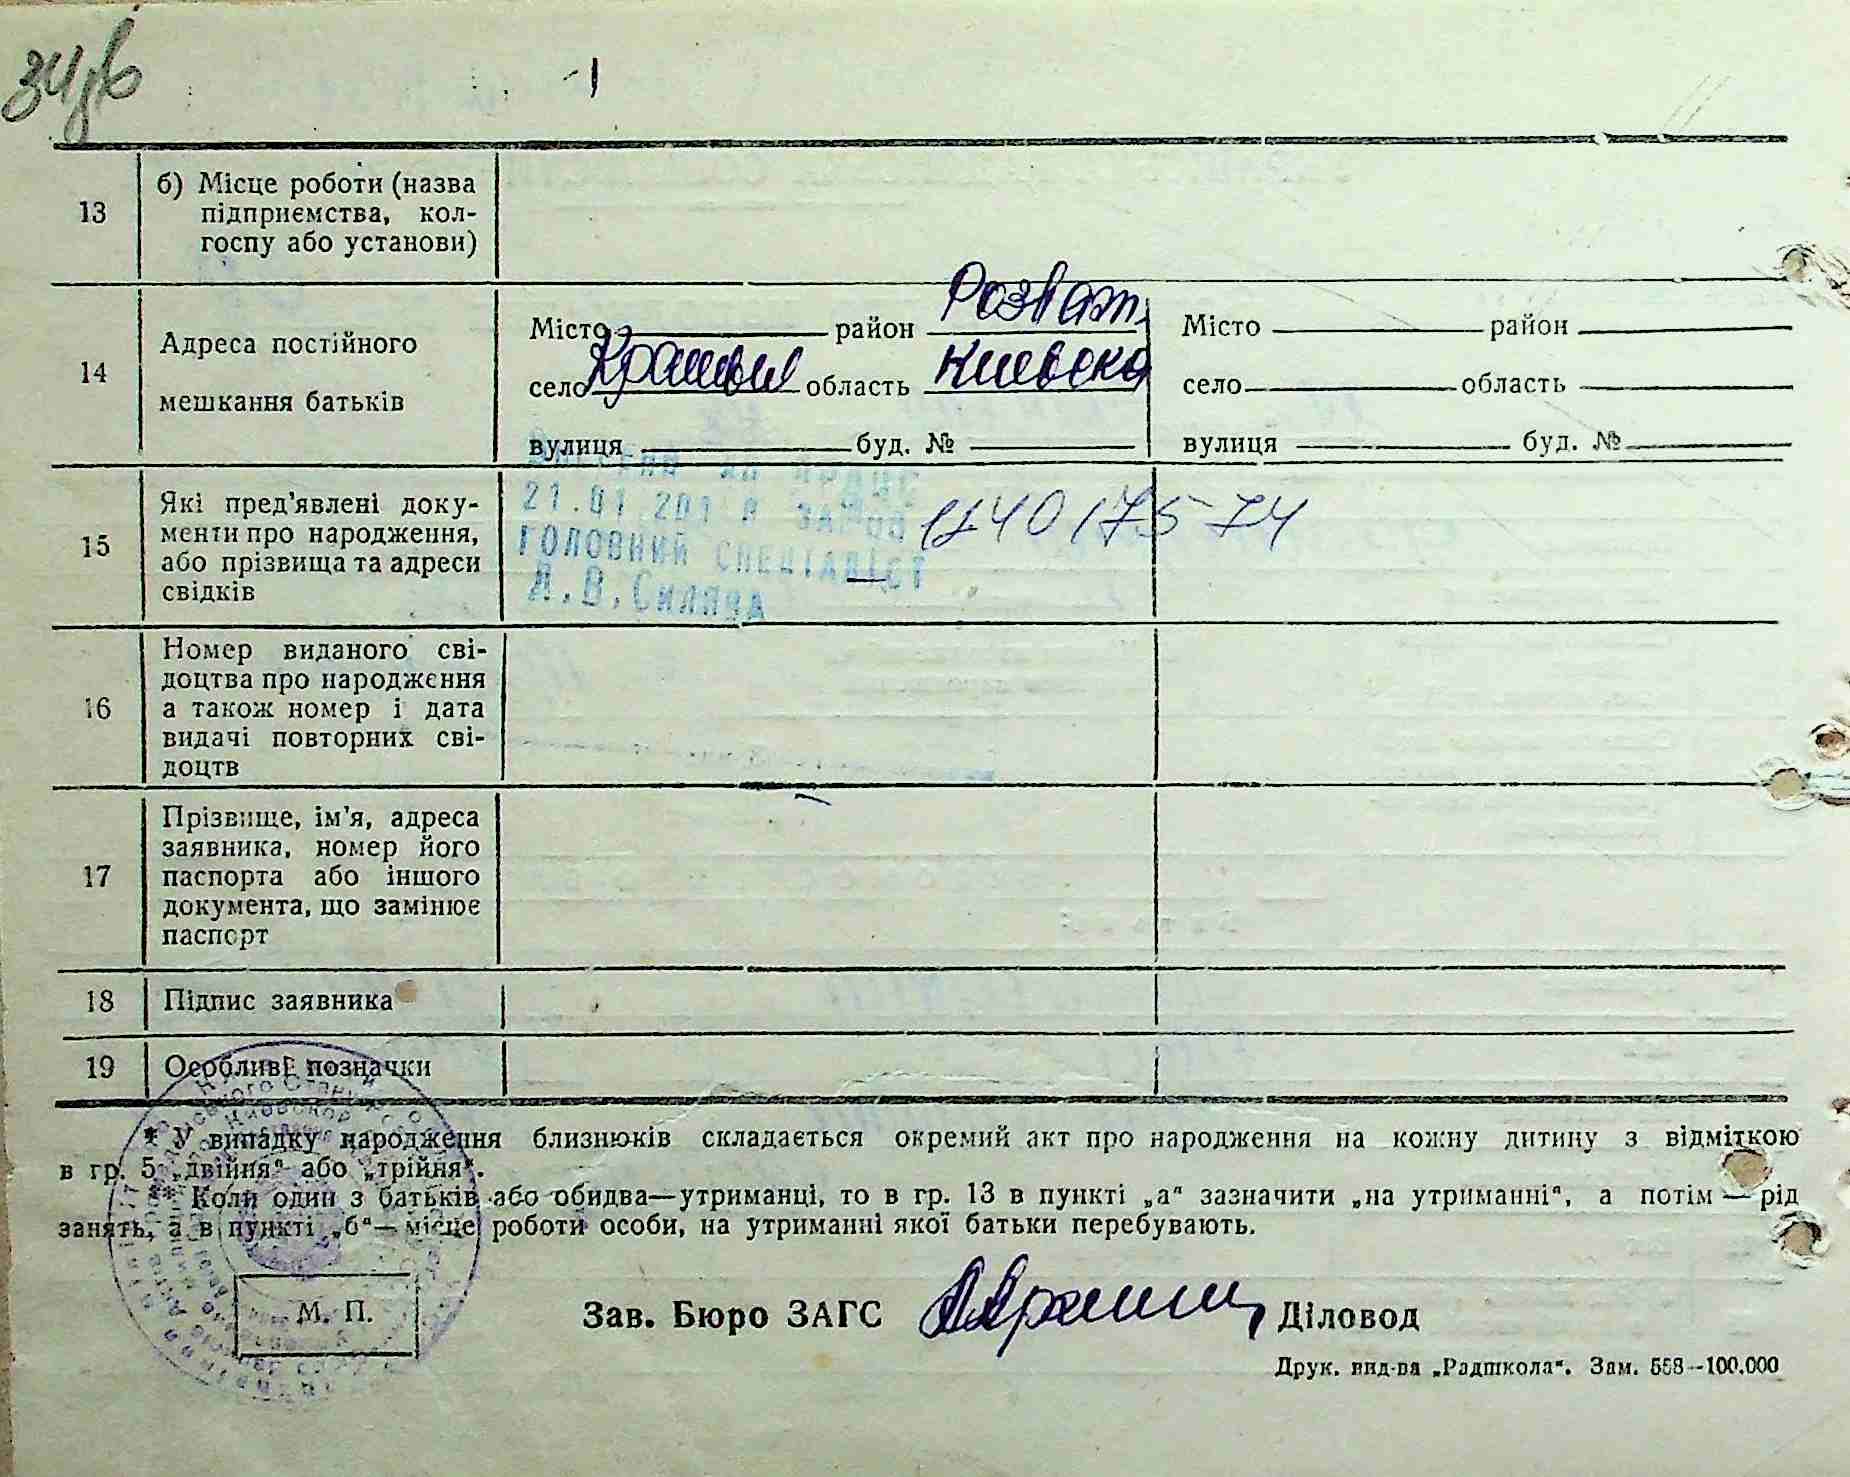 13
б) Місце роботи (назва
підприємства, кол-
госпу або установи)
14
Адреса постійного
мешкання батьків
Місто район Розваж.
село область Киевска
вулиця буд. №
Місто район
село область
вулиця буд. №
15
Які пред'явлені доку-
менти про народження,
або прізвища та адреси
свідків
21.01.201
ГОЛОВНИЙ СПЕЦІАЛІСТ
16
Номер виданого сві-
доцтва про народження
а також номер і дата
видачі повторних сві-
доцтв
17
Прізвище, ім'я, адреса
заявника, номер його
паспорта або іншого
документа, що замінює
паспорт
18
Підпис заявника
19
Особливі позначки
* У випадку народження близнюків складається окремий акт про народження на кожну дитину з відміткою
в гр. 5 „двійня“ або „трійня“.
* Коли один з батьків або обидва—утриманці, то в гр. 13 в пункті „а“ зазначити „на утриманні“, а потім — рід
занять, а в пункті „б“— місце роботи особи, на утриманні якої батьки перебувають.
М. П.
Зав. Бюро ЗАГС Діловод
Друк. вид-ва „Радшкола“. Зам. 558—100.000